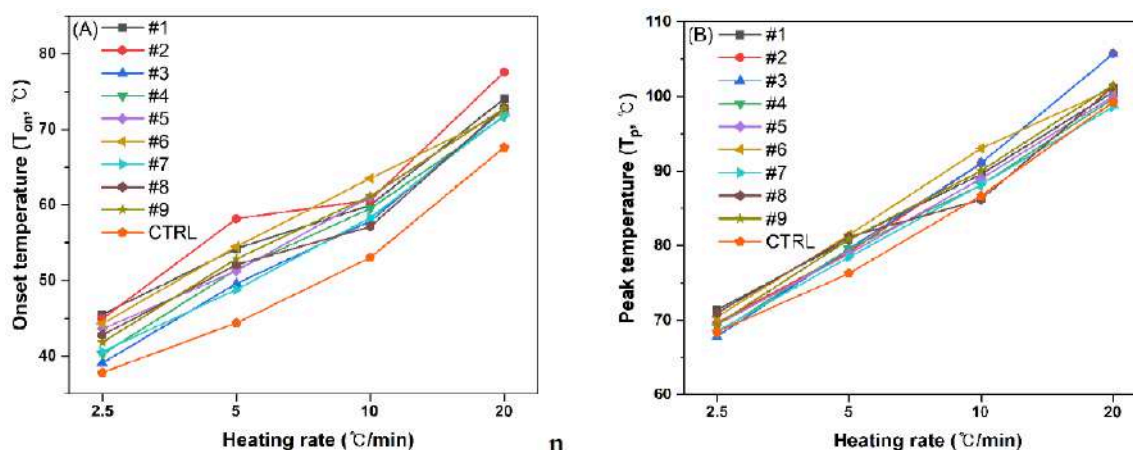 (A)
#1
#2
#3
#4
#5
#6
#7
#8
#9
CTRL
80
70
60
50
40
Onset temperature (Tₒₙ, ℃)
2.5 5 10 20
Heating rate (℃/min)
n
(B)
#1
#2
#3
#4
#5
#6
#7
#8
#9
CTRL
110
100
90
80
70
60
Peak temperature (Tₚ, ℃)
2.5 5 10 20
Heating rate (℃/min)